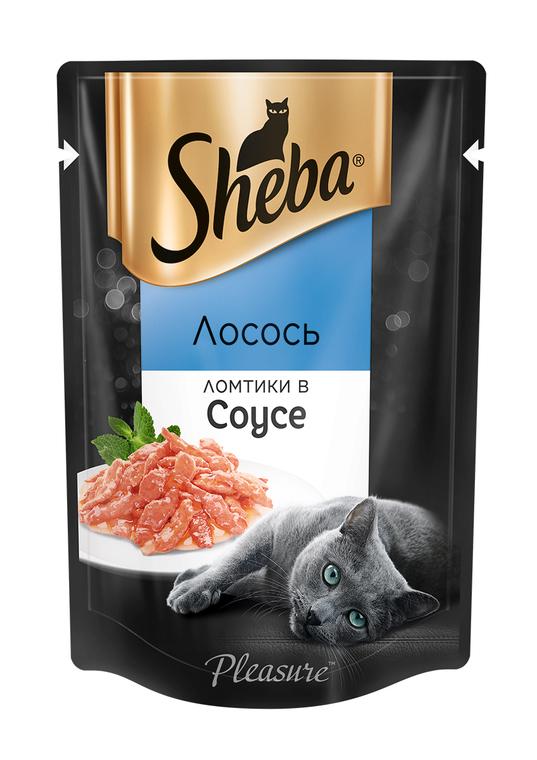 Sheba®
Лосось
ломтики в
Соусе
Pleasure™